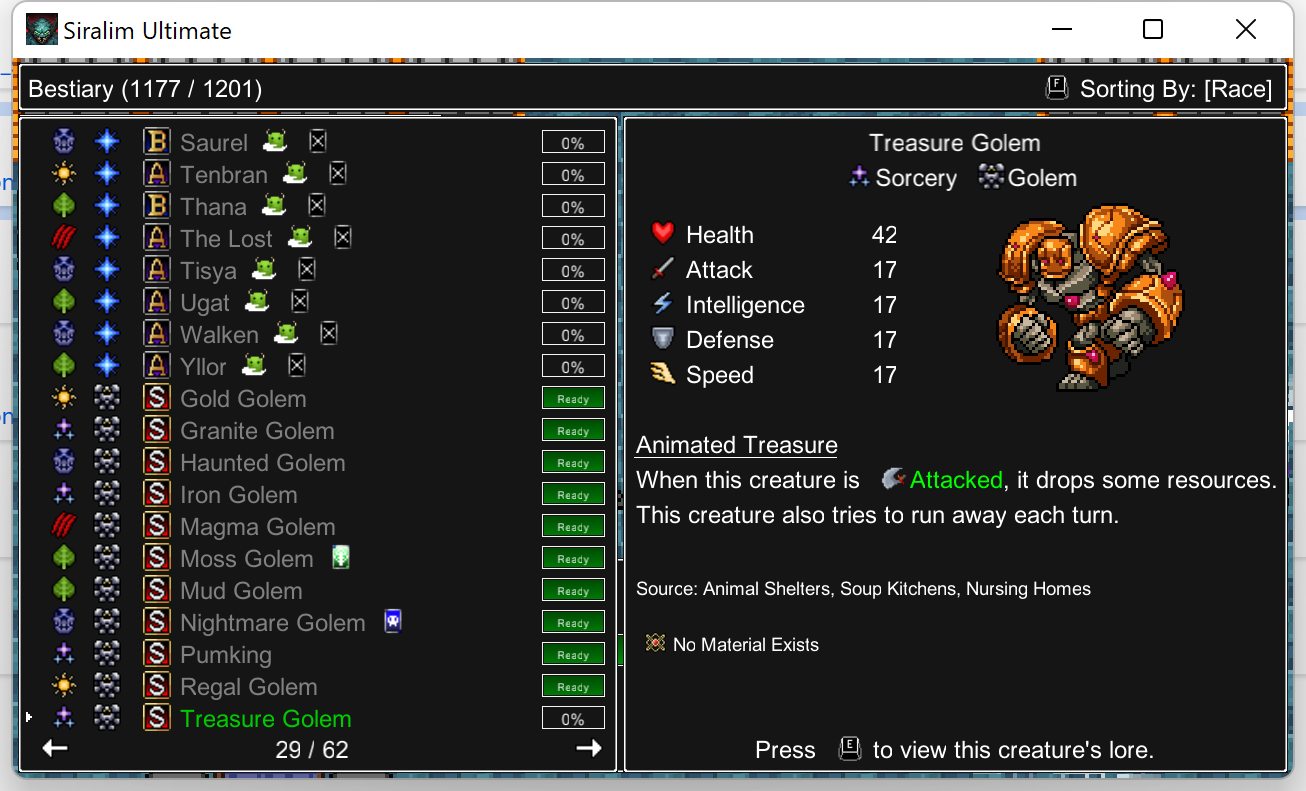 Siralim Ultimate
Bestiary (1177 / 1201)
F Sorting By: [Race]
B Saurel 0%
A Tenbran 0%
B Thana 0%
A The Lost 0%
A Tisya 0%
A Ugat 0%
A Walken 0%
A Yllor 0%
S Gold Golem Ready
S Granite Golem Ready
S Haunted Golem Ready
S Iron Golem Ready
S Magma Golem Ready
S Moss Golem Ready
S Mud Golem Ready
S Nightmare Golem Ready
S Pumking Ready
S Regal Golem Ready
S Treasure Golem 0%
29 / 62
Treasure Golem
Sorcery Golem
Health 42
Attack 17
Intelligence 17
Defense 17
Speed 17
Animated Treasure
When this creature is Attacked, it drops some resources.
This creature also tries to run away each turn.
Source: Animal Shelters, Soup Kitchens, Nursing Homes
No Material Exists
Press E to view this creature's lore.